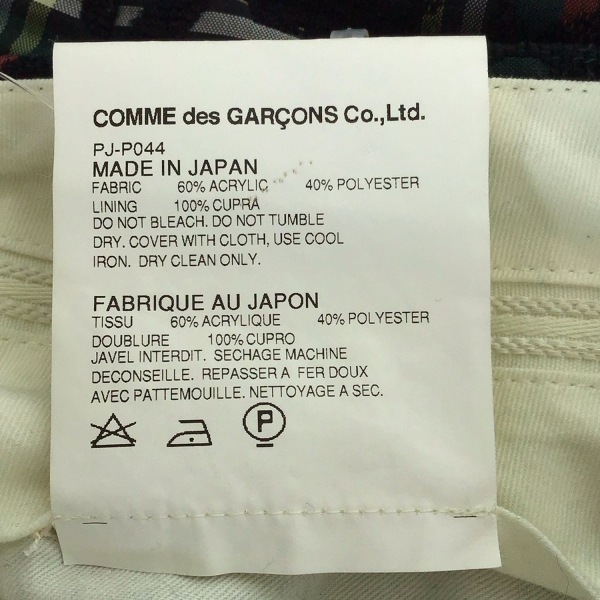 COMME des GARÇONS Co.,Ltd.
PJ-P044
MADE IN JAPAN
FABRIC 60% ACRYLIC 40% POLYESTER
LINING 100% CUPRA
DO NOT BLEACH. DO NOT TUMBLE
DRY. COVER WITH CLOTH, USE COOL
IRON. DRY CLEAN ONLY.
FABRIQUE AU JAPON
TISSU 60% ACRYLIQUE 40% POLYESTER
DOUBLURE 100% CUPRO
JAVEL INTERDIT. SECHAGE MACHINE
DECONSEILLE. REPASSER A FER DOUX
AVEC PATTEMOUILLE. NETTOYAGE A SEC.
P